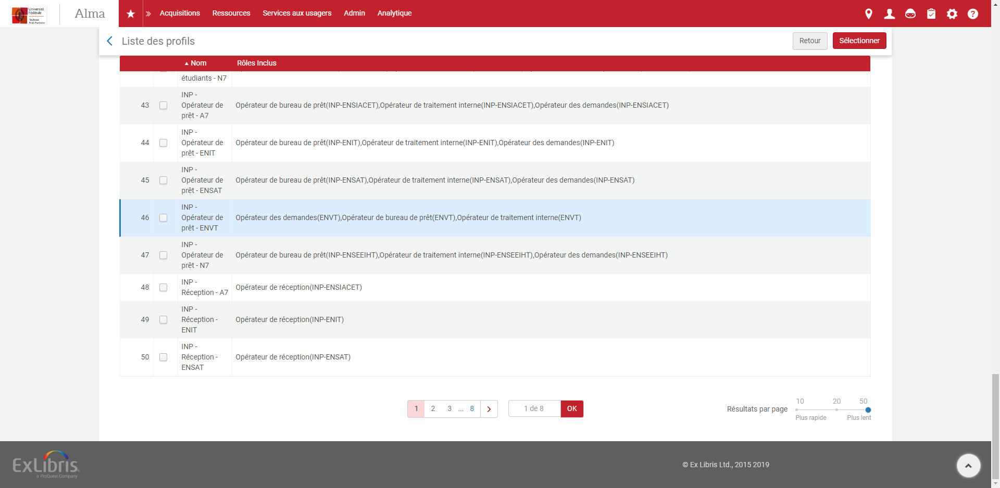 Université
Fédérale
Toulouse
Midi-Pyrénées
Alma
Acquisitions
Ressources
Services aux usagers
Admin
Analytique
Liste des profils
Retour
Sélectionner
Nom
Rôles Inclus
étudiants - N7
43
INP -
Opérateur de
prêt - A7
Opérateur de bureau de prêt(INP-ENSIACET),Opérateur de traitement interne(INP-ENSIACET),Opérateur des demandes(INP-ENSIACET)
44
INP -
Opérateur de
prêt - ENIT
Opérateur de bureau de prêt(INP-ENIT),Opérateur de traitement interne(INP-ENIT),Opérateur des demandes(INP-ENIT)
45
INP -
Opérateur de
prêt - ENSAT
Opérateur de bureau de prêt(INP-ENSAT),Opérateur de traitement interne(INP-ENSAT),Opérateur des demandes(INP-ENSAT)
46
INP -
Opérateur de
prêt - ENVT
Opérateur des demandes(ENVT),Opérateur de bureau de prêt(ENVT),Opérateur de traitement interne(ENVT)
47
INP -
Opérateur de
prêt - N7
Opérateur de bureau de prêt(INP-ENSEEIHT),Opérateur de traitement interne(INP-ENSEEIHT),Opérateur des demandes(INP-ENSEEIHT)
48
INP -
Réception - A7
Opérateur de réception(INP-ENSIACET)
49
INP -
Réception -
ENIT
Opérateur de réception(INP-ENIT)
50
INP -
Réception -
ENSAT
Opérateur de réception(INP-ENSAT)
1 2 3 ... 8
1 de 8
OK
Résultats par page
10 20 50
Plus rapide
Plus lent
ExLibris
a ProQuest Company
© Ex Libris Ltd., 2015 2019